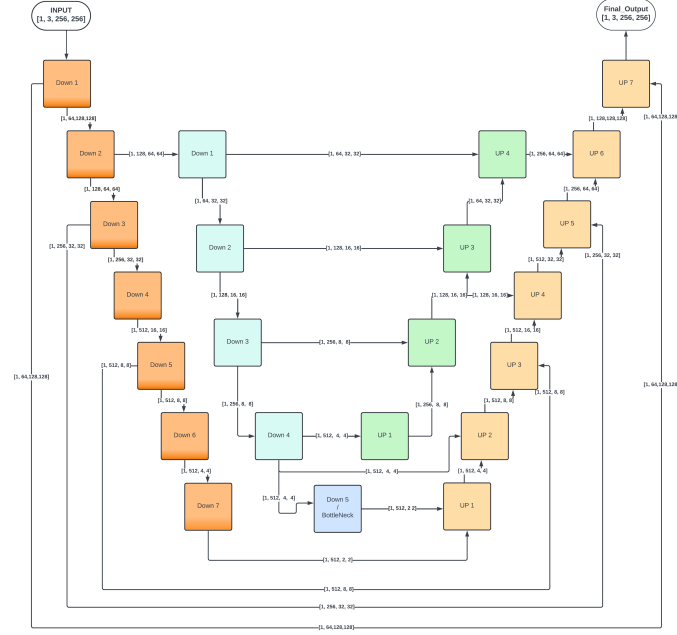 INPUT
[1, 3, 256, 256]
Final_Output
[1, 3, 256, 256]
Down 1
UP 7
[1, 64,128,128]
[1, 128,128,128]
[1, 64,128,128]
Down 2
[1, 128, 64, 64]
Down 1
[1, 64, 32, 32]
UP 4
[1, 256, 64, 64]
UP 6
[1, 128, 64, 64]
[1, 64, 32, 32]
[1, 64, 32, 32]
[1, 256, 64, 64]
Down 3
UP 5
[1, 256, 32, 32]
Down 2
[1, 128, 16, 16]
UP 3
[1, 256, 32, 32]
[1, 512, 32, 32]
[1, 256, 32, 32]
Down 4
[1, 128, 16, 16]
[1, 128, 16, 16]
[1, 128, 16, 16]
UP 4
[1, 512, 16, 16]
[1, 512, 16, 16]
Down 3
[1, 256, 8, 8]
UP 2
[1, 512, 8, 8]
Down 5
UP 3
[1, 64,128,128]
[1, 64,128,128]
[1, 512, 8, 8]
[1, 512, 8, 8]
[1, 512, 8, 8]
[1, 256, 8, 8]
[1, 256, 8, 8]
Down 6
Down 4
[1, 512, 4, 4]
UP 1
UP 2
[1, 512, 4, 4]
[1, 512, 4, 4]
[1, 512, 4, 4]
[1, 512, 4, 4]
Down 7
Down 5
/
BottleNeck
[1, 512, 2 2]
UP 1
[1, 512, 2, 2]
[1, 512, 8, 8]
[1, 256, 32, 32]
[1, 64,128,128]